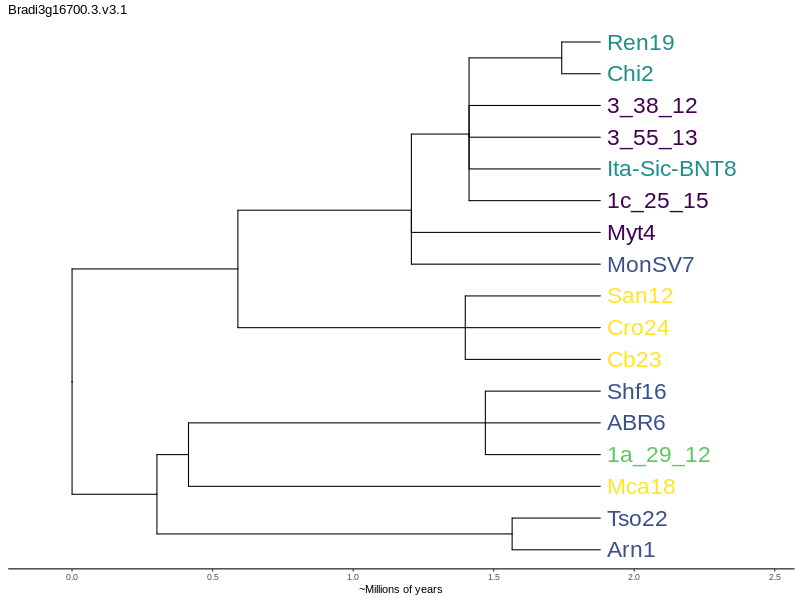 Bradi3g16700.3.v3.1
Ren19
Chi2
3_38_12
3_55_13
Ita-Sic-BNT8
1c_25_15
Myt4
MonSV7
San12
Cro24
Cb23
Shf16
ABR6
1a_29_12
Mca18
Tso22
Arn1
0.0 0.5 1.0 1.5 2.0 2.5
~Millions of years